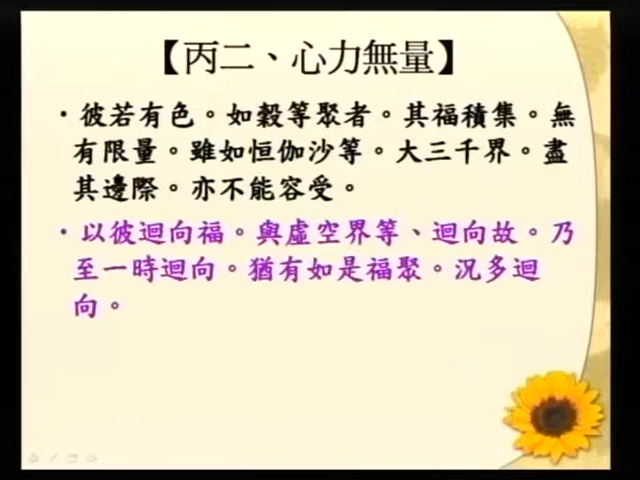 【丙二、心力無量】
・彼若有色。如穀等聚者。其福積集。無
有限量。雖如恒伽沙等。大三千界。盡
其邊際。亦不能容受。
・以彼迴向福。與虛空界等、迴向故。乃
至一時迴向。猶有如是福聚。況多迴
向。